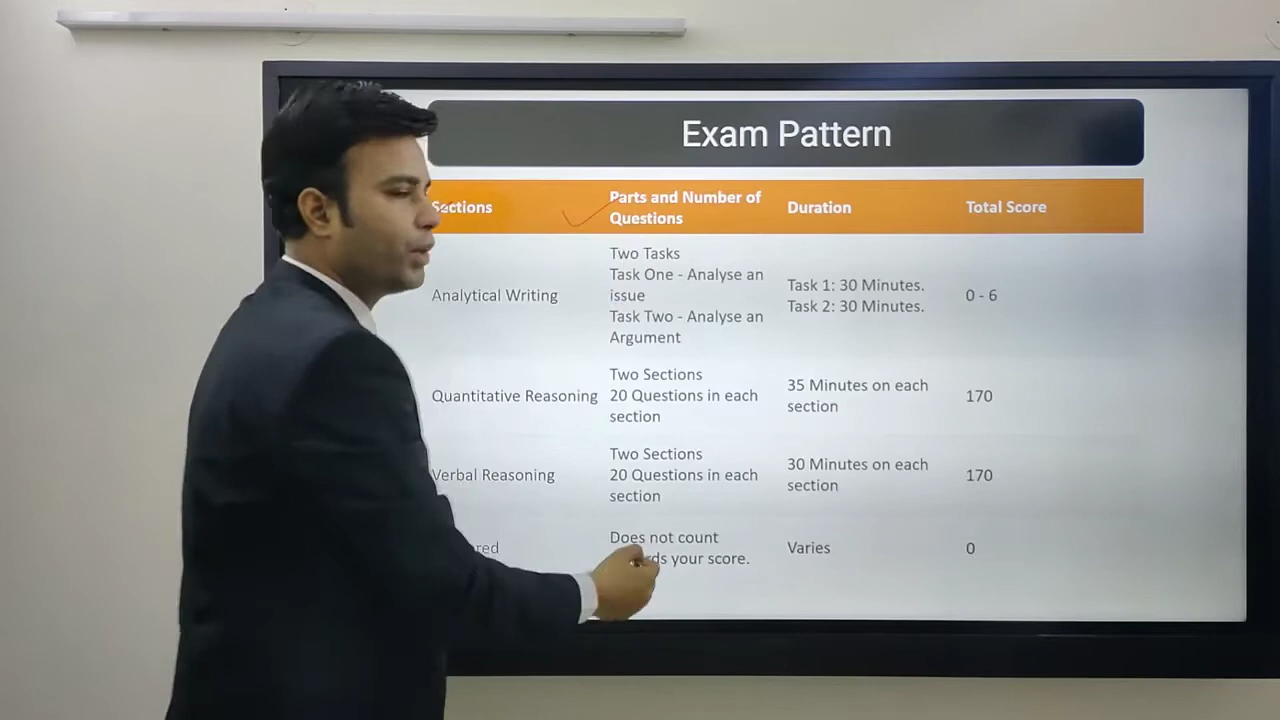 Exam Pattern
Sections
Parts and Number of
Questions
Duration
Total Score
Analytical Writing
Two Tasks
Task One - Analyse an
issue
Task Two - Analyse an
Argument
Task 1: 30 Minutes.
Task 2: 30 Minutes.
0 - 6
Quantitative Reasoning
Two Sections
20 Questions in each
section
35 Minutes on each
section
170
Verbal Reasoning
Two Sections
20 Questions in each
section
30 Minutes on each
section
170
Does not count
your score.
Varies
0